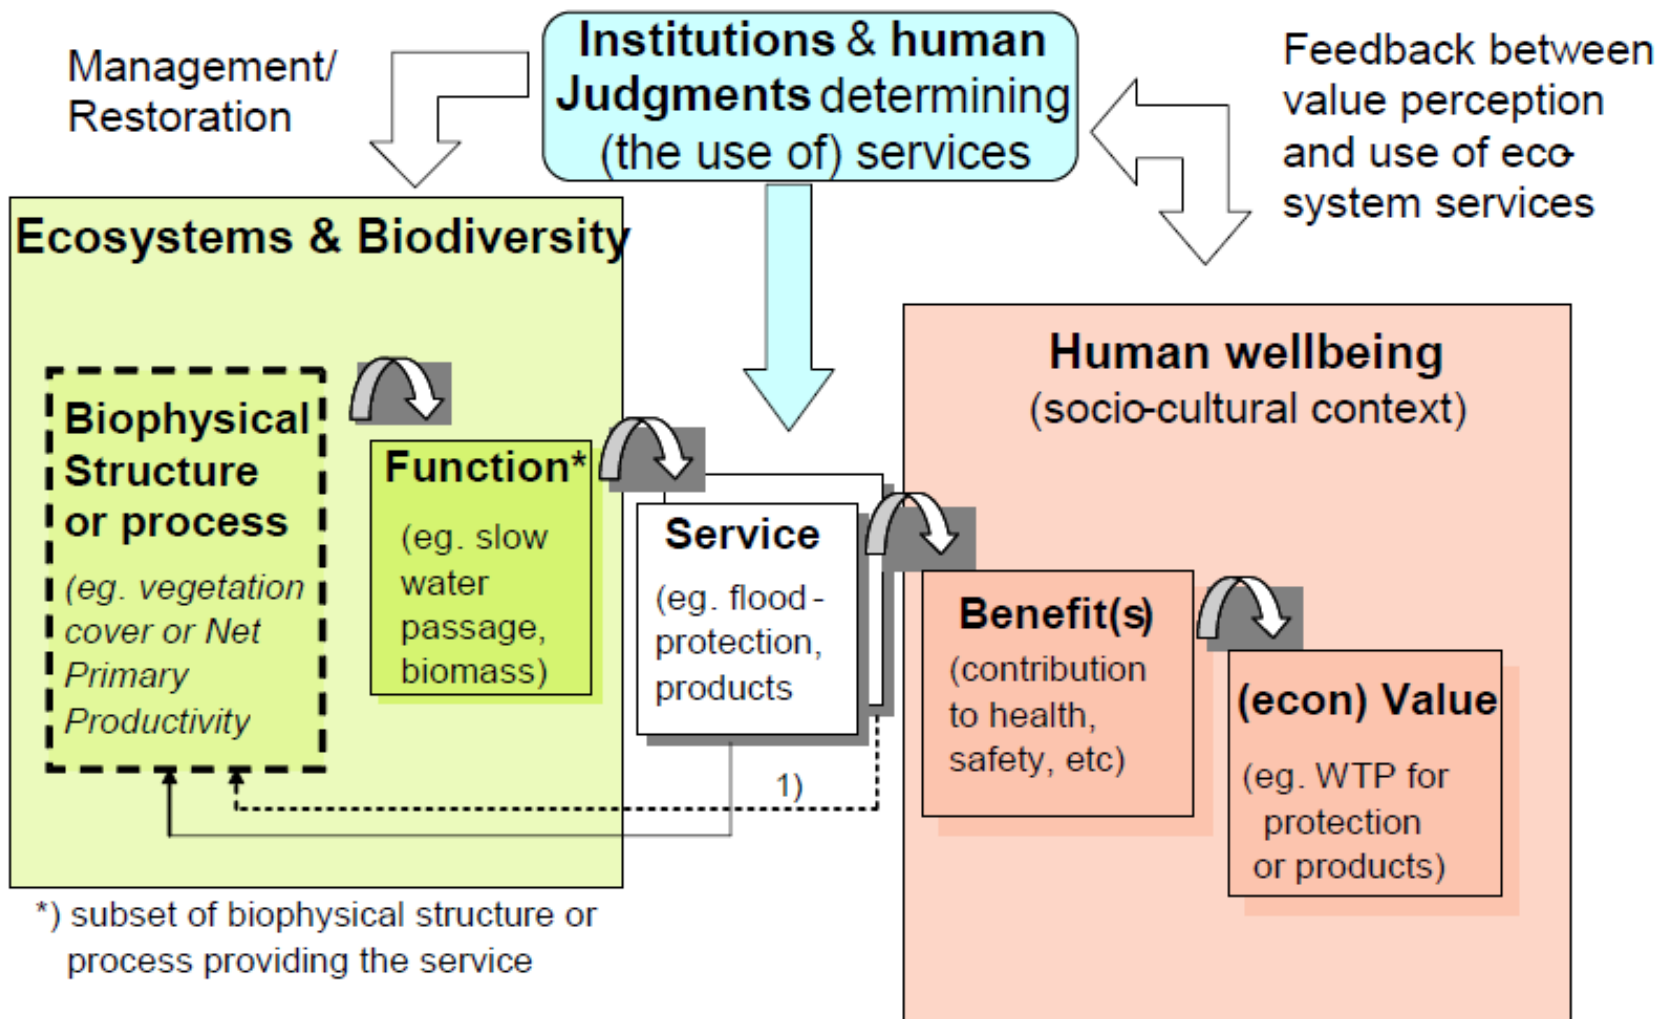 Management/
Restoration
Institutions & human
Judgments determining
(the use of) services
Feedback between
value perception
and use of eco-
system services
Ecosystems & Biodiversity
Biophysical
Structure
or process
(eg. vegetation
cover or Net
Primary
Productivity
Function*
(eg. slow
water
passage,
biomass)
Service
(eg. flood-
protection,
products
1)
Human wellbeing
(socio-cultural context)
Benefit(s)
(contribution
to health,
safety, etc)
(econ) Value
(eg. WTP for
protection
or products)
*) subset of biophysical structure or
process providing the service